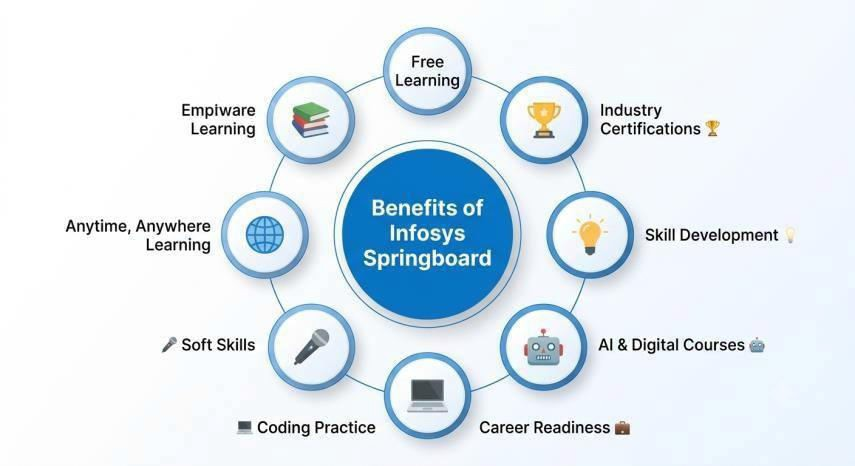 Free
Learning
Empiware
Learning
Industry
Certifications 🏆
Benefits of
Infosys
Springboard
Anytime, Anywhere
Learning
Skill Development 💡
🎤 Soft Skills
AI & Digital Courses 🤖
💻 Coding Practice
Career Readiness 💼